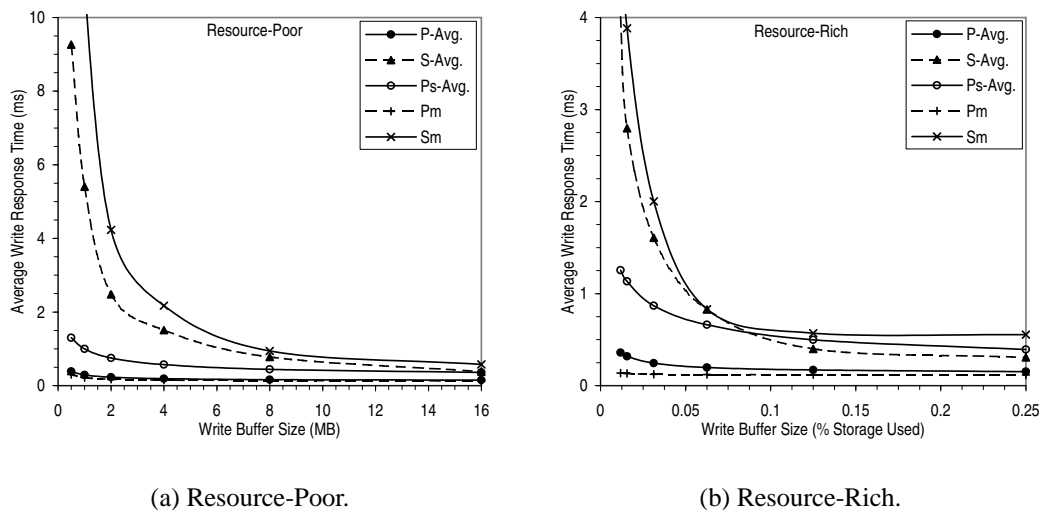 Resource-Poor
P-Avg.
S-Avg.
Ps-Avg.
Pm
Sm
Average Write Response Time (ms)
10
8
6
4
2
0
0 2 4 6 8 10 12 14 16
Write Buffer Size (MB)
(a) Resource-Poor.
Resource-Rich
P-Avg.
S-Avg.
Ps-Avg.
Pm
Sm
Average Write Response Time (ms)
4
3
2
1
0
0 0.05 0.1 0.15 0.2 0.25
Write Buffer Size (% Storage Used)
(b) Resource-Rich.